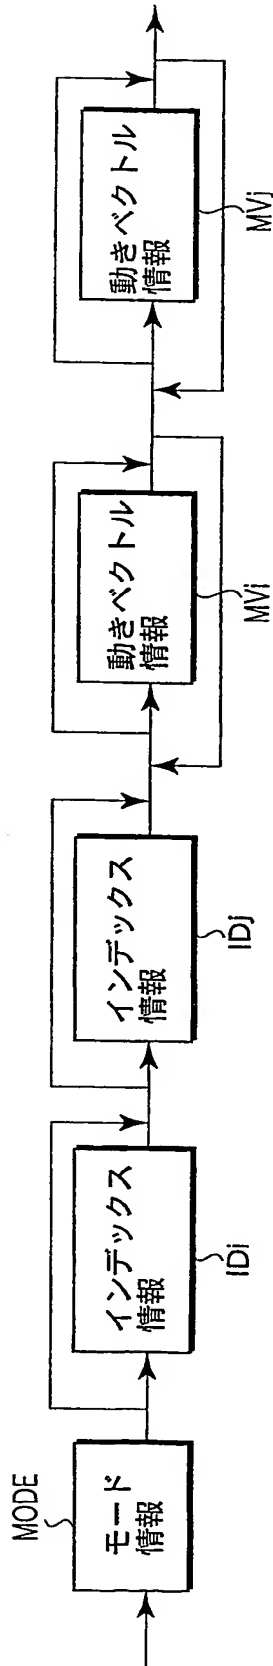 MODE
モード
情報
インデックス
情報
IDi
インデックス
情報
IDj
動きベクトル
情報
MVi
動きベクトル
情報
MVj